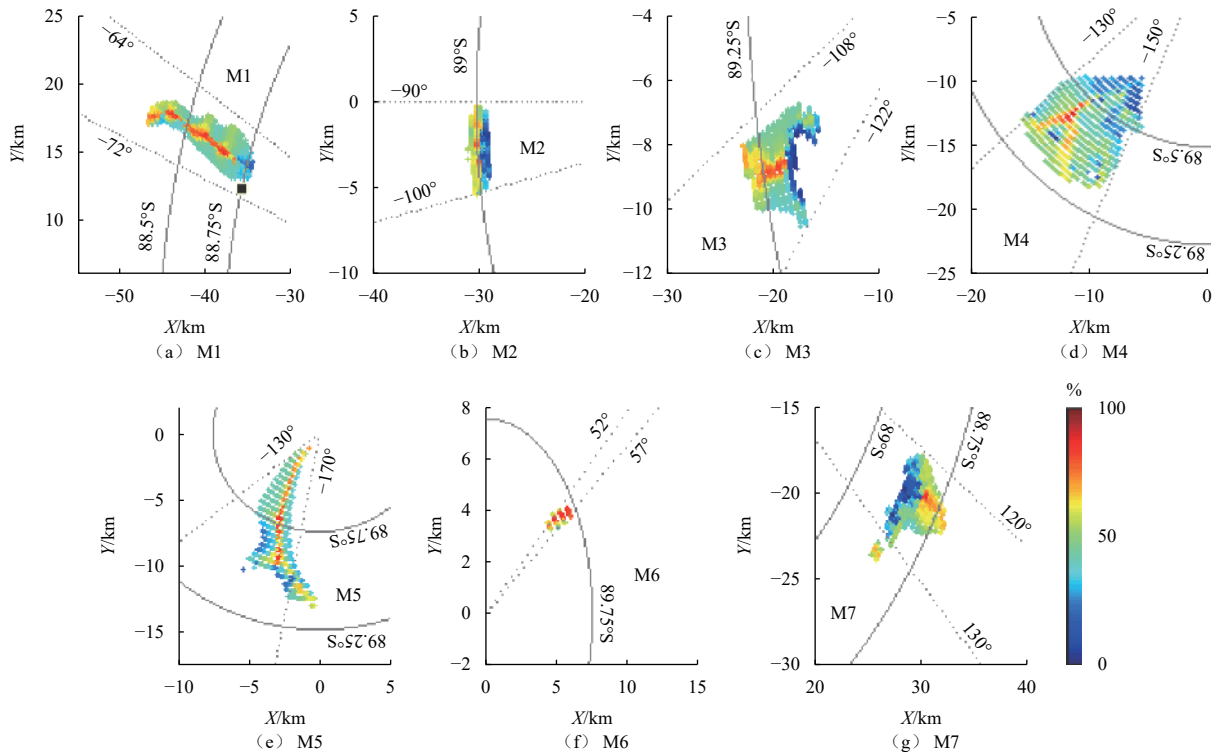 25
20
15
10
Y/km
−64°
−72°
88.5°S
88.75°S
M1
−50
−40
−30
X/km
（a） M1
5
0
−5
−10
Y/km
89°S
−90°
−100°
M2
−40
−30
−20
X/km
（b） M2
−4
−6
−8
−10
−12
Y/km
89.25°S
−108°
−122°
M3
−30
−20
−10
X/km
（c） M3
−5
−10
−15
−20
−25
Y/km
−130°
−150°
89.5°S
89.25°S
M4
−20
−10
0
X/km
（d） M4
0
−5
−10
−15
Y/km
−130°
−170°
89.75°S
89.25°S
M5
−10
−5
0
5
X/km
（e） M5
8
6
4
2
0
−2
Y/km
52°
57°
89.75°S
M6
0
5
10
15
X/km
（f） M6
−15
−20
−25
−30
Y/km
89°S
88.75°S
120°
130°
M7
20
30
40
X/km
（g） M7
%
100
50
0